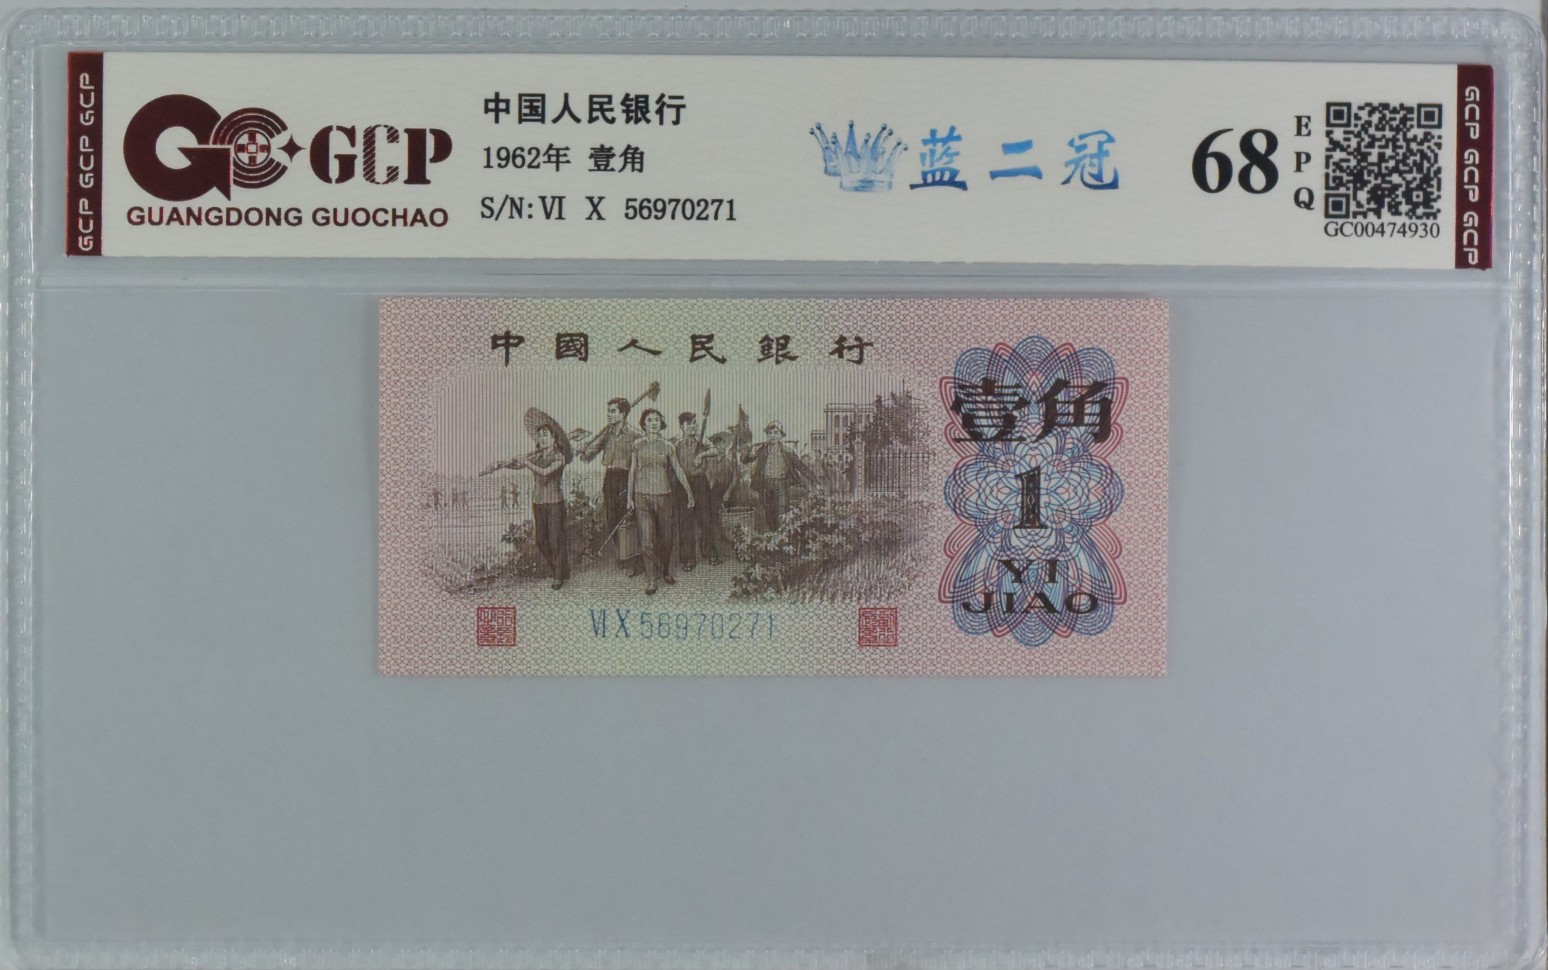 GCP GCP GCP
GCP
GUANGDONG GUOCHAO
中国人民银行
1962年 壹角
S/N:Ⅵ X 56970271
蓝二冠
68
EPQ
GC00474930
GCP GCP GCP
中國人民銀行
壹角
1
YI
JIAO
ⅥX56970271